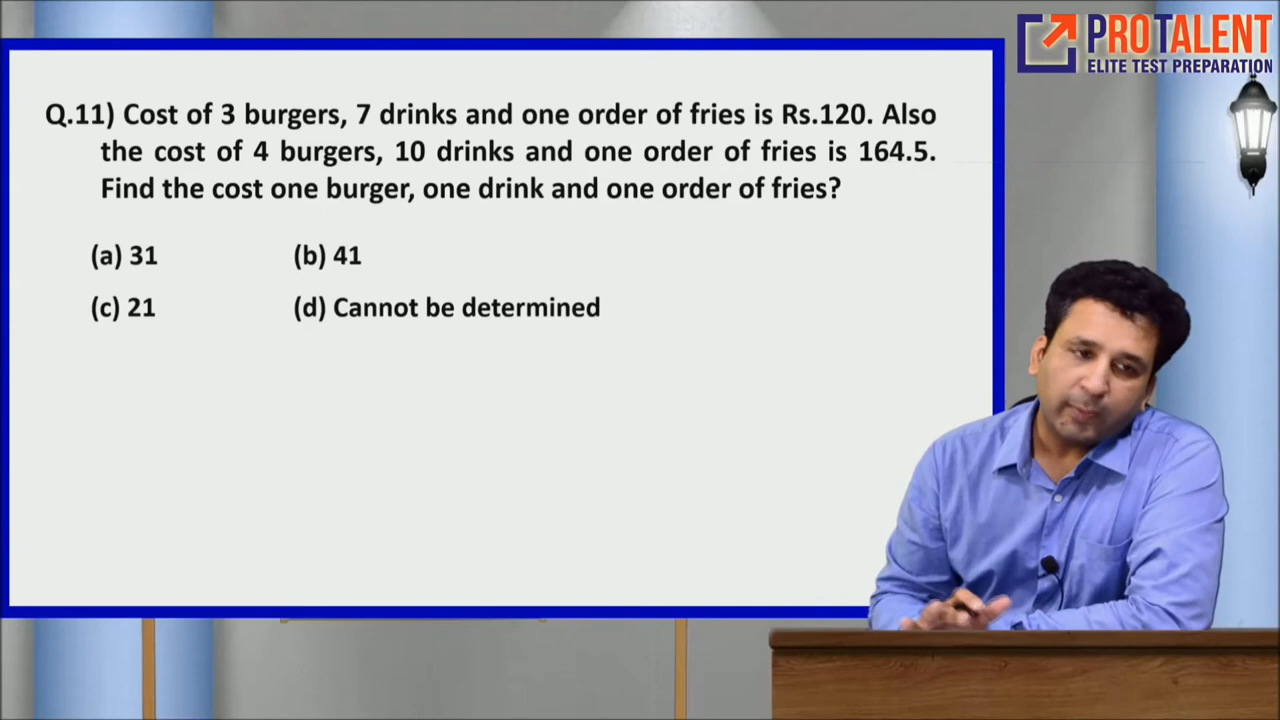 PROTALENT
ELITE TEST PREPARATION
Q.11) Cost of 3 burgers, 7 drinks and one order of fries is Rs.120. Also
the cost of 4 burgers, 10 drinks and one order of fries is 164.5.
Find the cost one burger, one drink and one order of fries?
(a) 31 (b) 41
(c) 21 (d) Cannot be determined